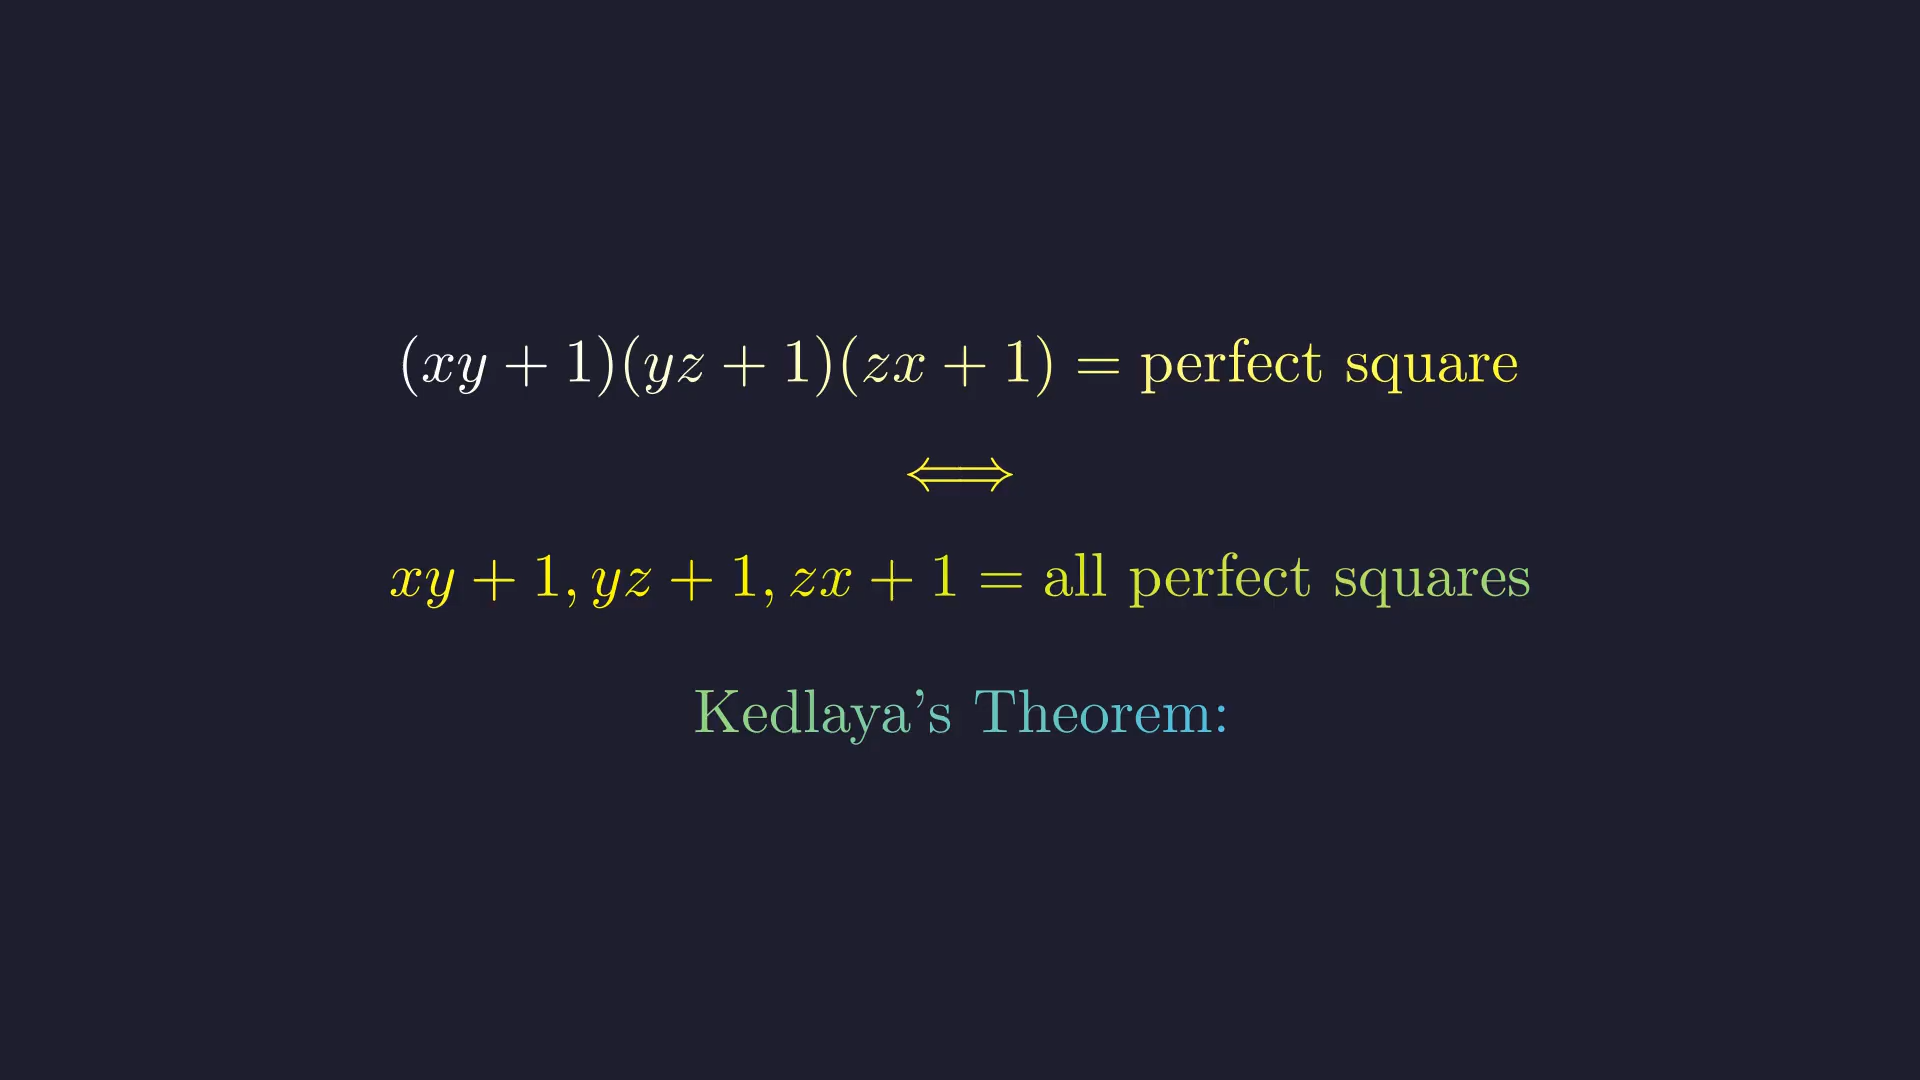 (xy + 1)(yz + 1)(zx + 1) = perfect square
⟺
xy + 1, yz + 1, zx + 1 = all perfect squares
Kedlaya's Theorem: